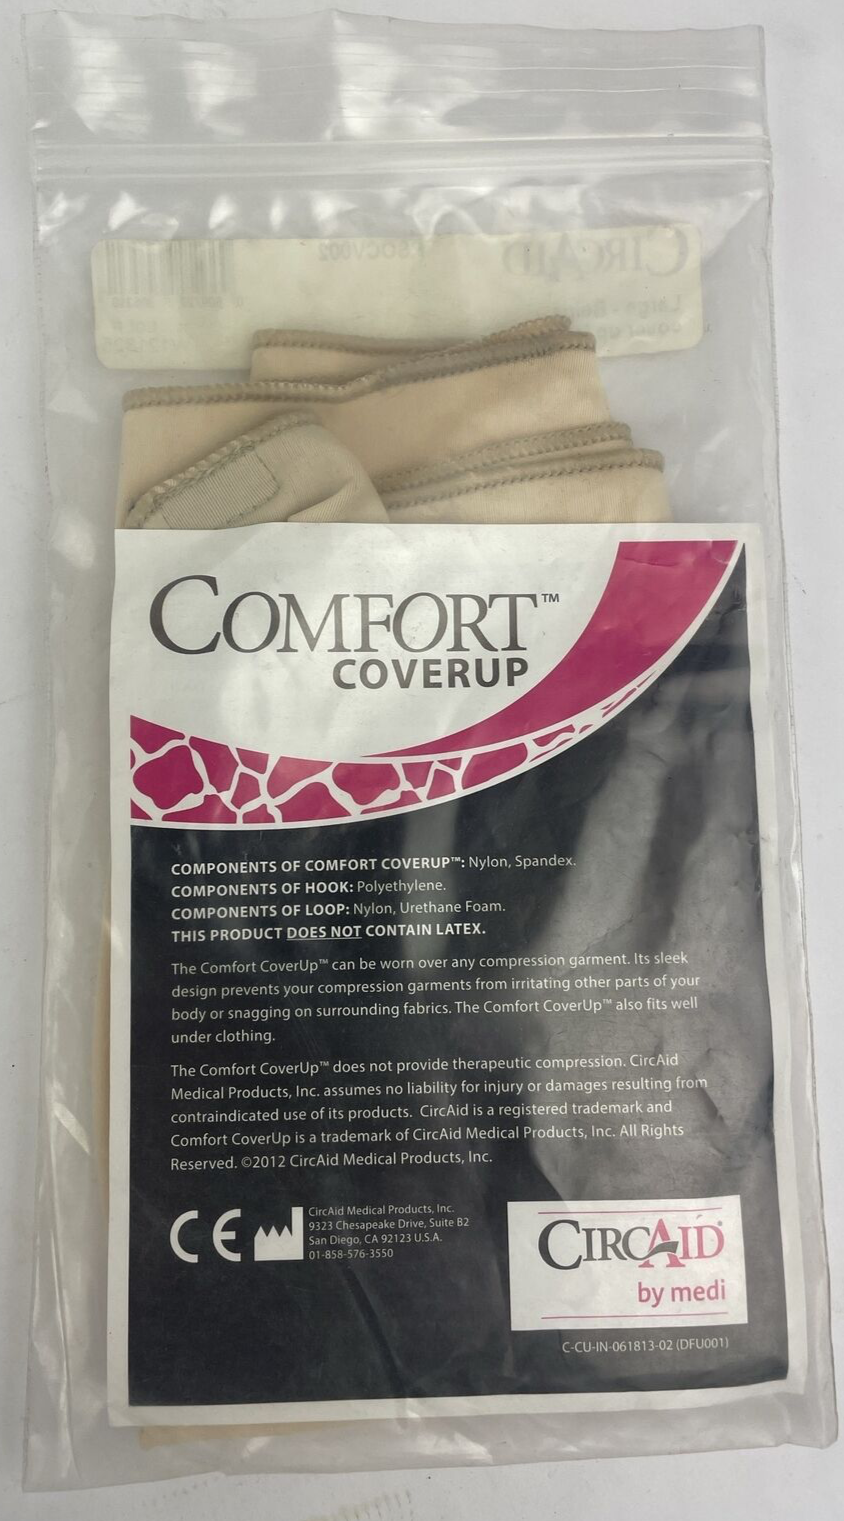 CIRCAID
COMFORT™
COVERUP
COMPONENTS OF COMFORT COVERUP™: Nylon, Spandex.
COMPONENTS OF HOOK: Polyethylene.
COMPONENTS OF LOOP: Nylon, Urethane Foam.
THIS PRODUCT DOES NOT CONTAIN LATEX.
The Comfort CoverUp™ can be worn over any compression garment. Its sleek
design prevents your compression garments from irritating other parts of your
body or snagging on surrounding fabrics. The Comfort CoverUp™ also fits well
under clothing.
The Comfort CoverUp™ does not provide therapeutic compression. CircAid
Medical Products, Inc. assumes no liability for injury or damages resulting from
contraindicated use of its products. CircAid is a registered trademark and
Comfort CoverUp is a trademark of CircAid Medical Products, Inc. All Rights
Reserved. ©2012 CircAid Medical Products, Inc.
CE
CircAid Medical Products, Inc.
9323 Chesapeake Drive, Suite B2
San Diego, CA 92123 U.S.A.
01-858-576-3550
CIRCAID®
by medi
C-CU-IN-061813-02 (DFU001)